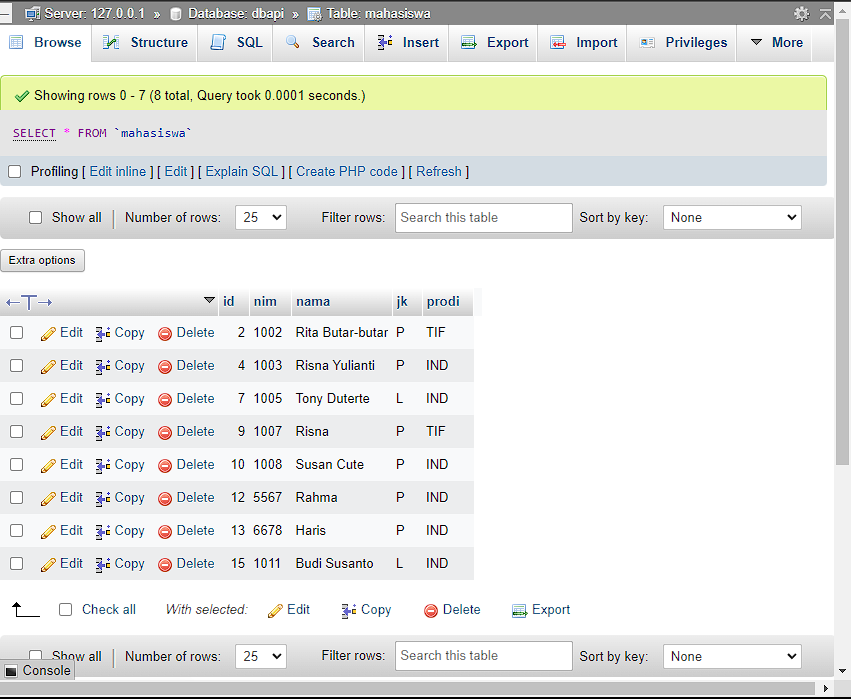 Server: 127.0.0.1 » Database: dbapi » Table: mahasiswa
Browse Structure SQL Search Insert Export Import Privileges More
Showing rows 0 - 7 (8 total, Query took 0.0001 seconds.)
SELECT * FROM `mahasiswa`
Profiling [ Edit inline ] [ Edit ] [ Explain SQL ] [ Create PHP code ] [ Refresh ]
Show all Number of rows: 25 Filter rows: Search this table Sort by key: None
Extra options
←T→ id nim nama jk prodi
Edit Copy Delete 2 1002 Rita Butar-butar P TIF
Edit Copy Delete 4 1003 Risna Yulianti P IND
Edit Copy Delete 7 1005 Tony Duterte L IND
Edit Copy Delete 9 1007 Risna P TIF
Edit Copy Delete 10 1008 Susan Cute P IND
Edit Copy Delete 12 5567 Rahma P IND
Edit Copy Delete 13 6678 Haris P IND
Edit Copy Delete 15 1011 Budi Susanto L IND
Check all With selected: Edit Copy Delete Export
Show all Number of rows: 25 Filter rows: Search this table Sort by key: None
Console